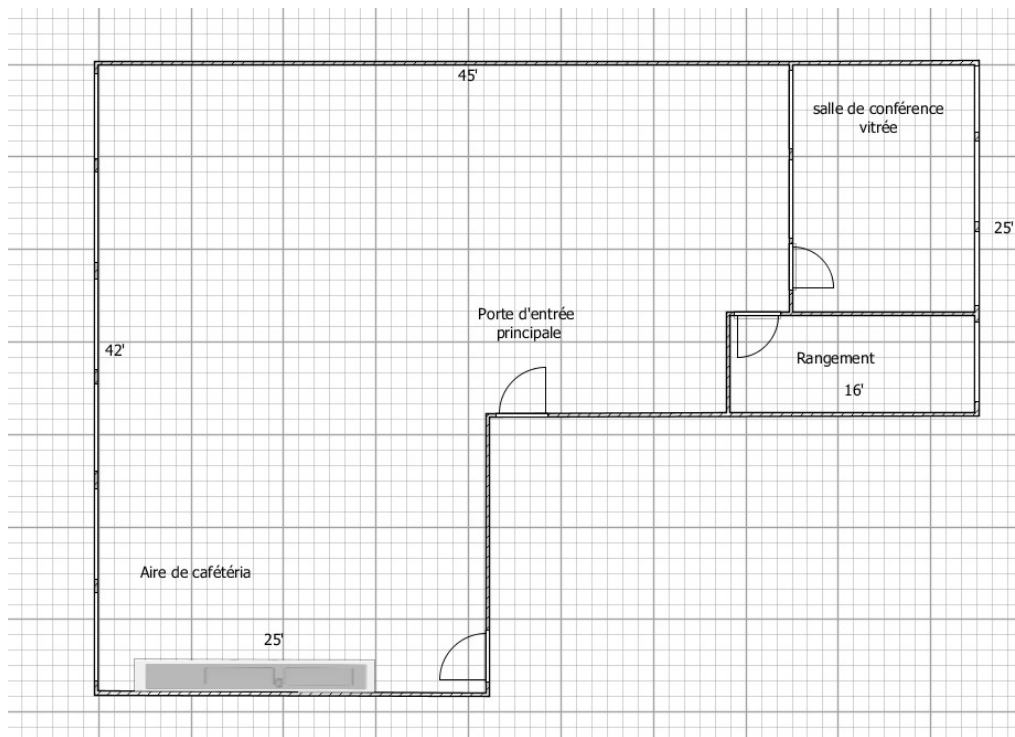 45'
salle de conférence
vitrée
25'
Porte d'entrée
principale
42'
Rangement
16'
Aire de cafétéria
25'